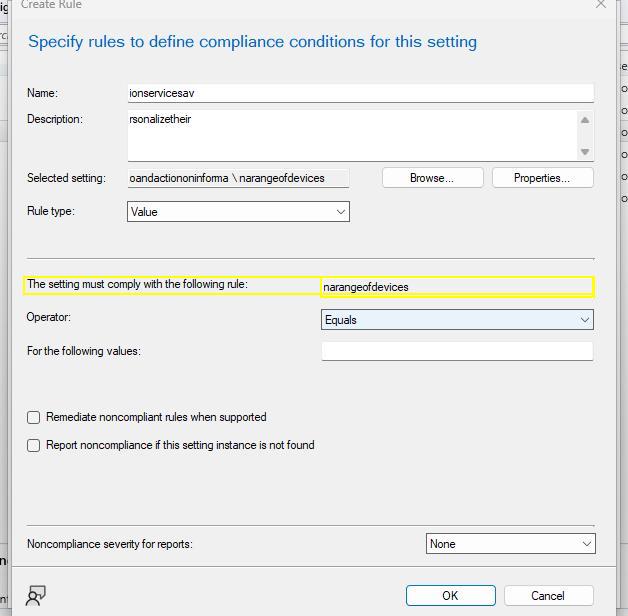 Create Rule
Specify rules to define compliance conditions for this setting
Name:
ionservicesav
Description:
rsonalizetheir
Selected setting:
oandactiononinforma \ narangeofdevices
Browse...
Properties...
Rule type:
Value
The setting must comply with the following rule:
narangeofdevices
Operator:
Equals
For the following values:
Remediate noncompliant rules when supported
Report noncompliance if this setting instance is not found
Noncompliance severity for reports:
None
OK
Cancel